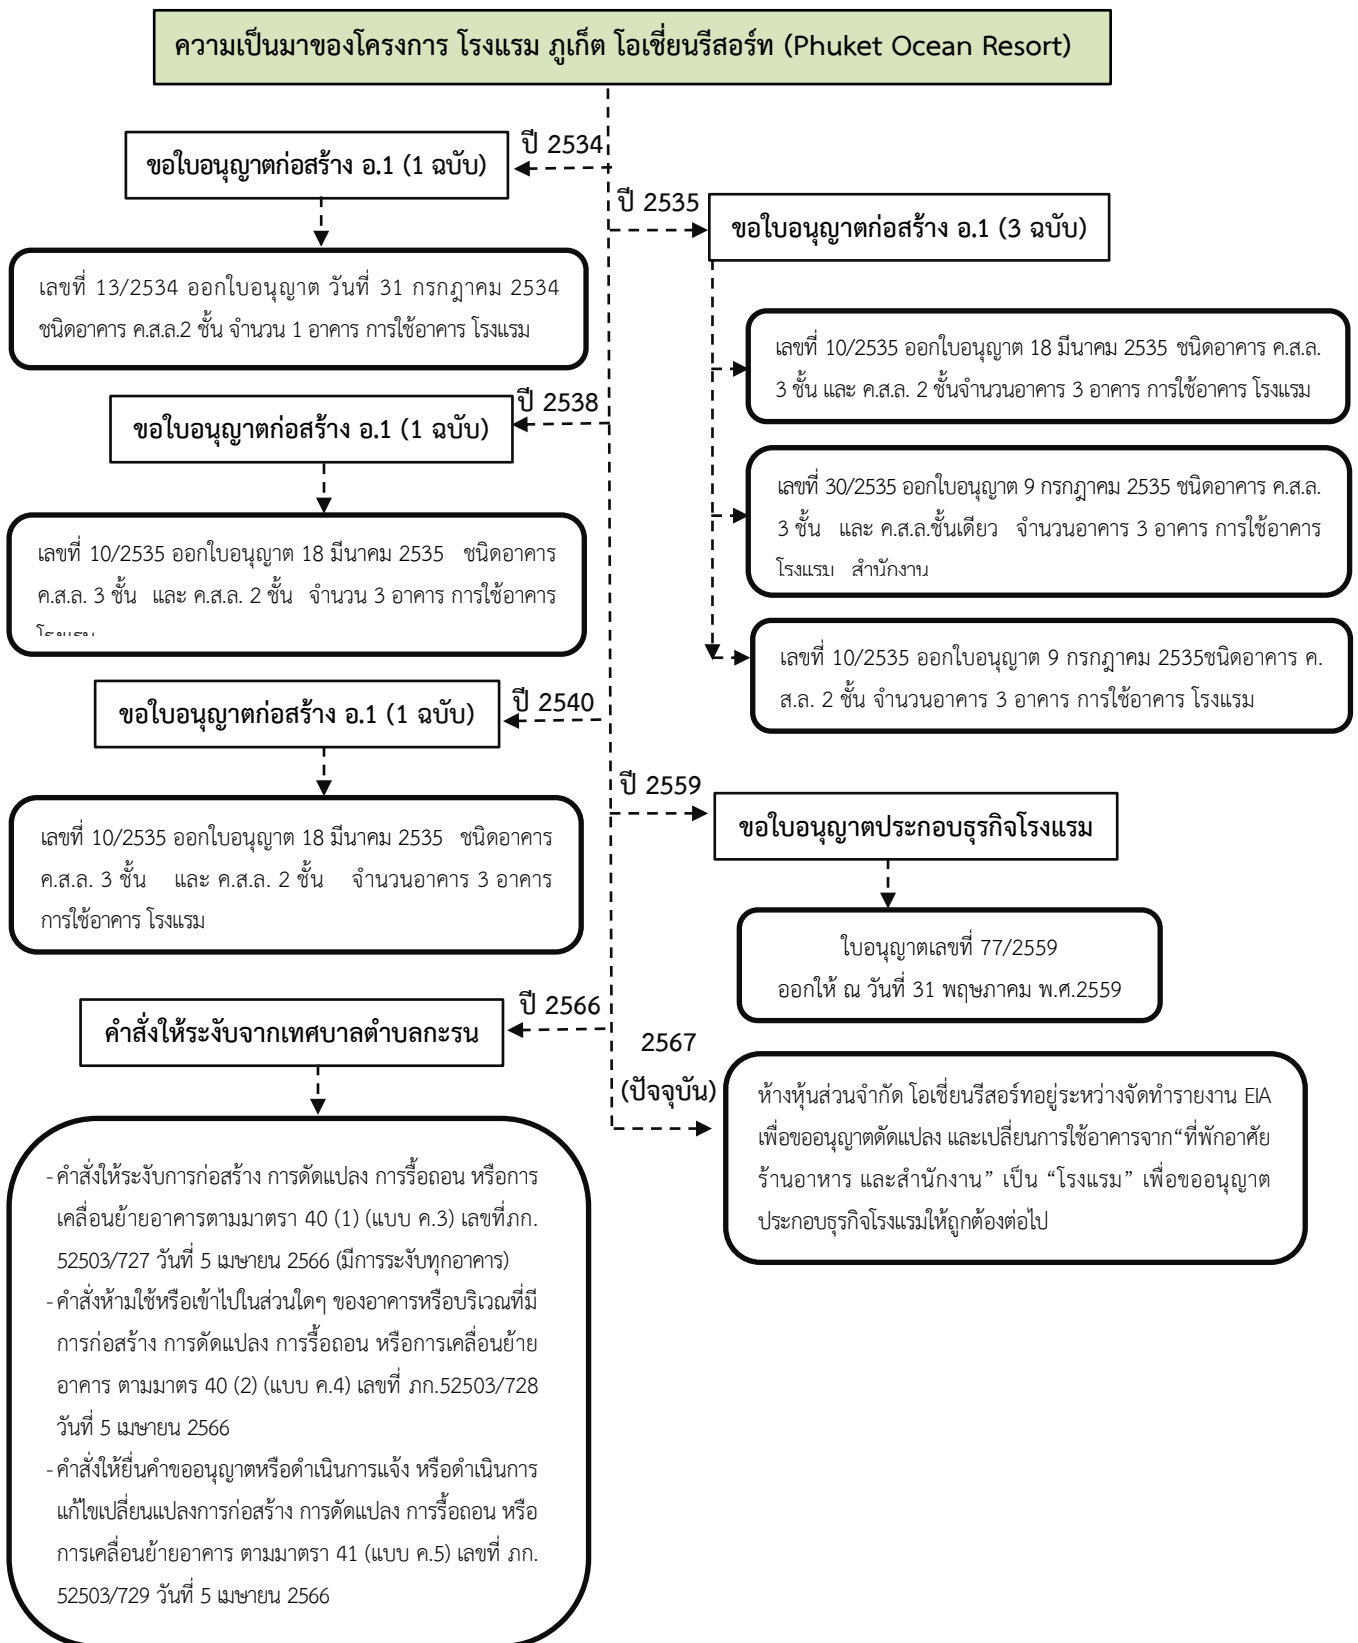 ความเป็นมาของโครงการ โรงแรม ภูเก็ต โอเชี่ยนรีสอร์ท (Phuket Ocean Resort)
ปี 2534
ขอใบอนุญาตก่อสร้าง อ.1 (1 ฉบับ)
เลขที่ 13/2534 ออกใบอนุญาต วันที่ 31 กรกฎาคม 2534
ชนิดอาคาร ค.ส.ล.2 ชั้น จำนวน 1 อาคาร การใช้อาคาร โรงแรม
ปี 2535
ขอใบอนุญาตก่อสร้าง อ.1 (3 ฉบับ)
เลขที่ 10/2535 ออกใบอนุญาต 18 มีนาคม 2535 ชนิดอาคาร ค.ส.ล.
3 ชั้น และ ค.ส.ล. 2 ชั้นจำนวนอาคาร 3 อาคาร การใช้อาคาร โรงแรม
เลขที่ 30/2535 ออกใบอนุญาต 9 กรกฎาคม 2535 ชนิดอาคาร ค.ส.ล.
3 ชั้น และ ค.ส.ล.ชั้นเดียว จำนวนอาคาร 3 อาคาร การใช้อาคาร
โรงแรม สำนักงาน
เลขที่ 10/2535 ออกใบอนุญาต 9 กรกฎาคม 2535ชนิดอาคาร ค.
ส.ล. 2 ชั้น จำนวนอาคาร 3 อาคาร การใช้อาคาร โรงแรม
ปี 2538
ขอใบอนุญาตก่อสร้าง อ.1 (1 ฉบับ)
เลขที่ 10/2535 ออกใบอนุญาต 18 มีนาคม 2535 ชนิดอาคาร
ค.ส.ล. 3 ชั้น และ ค.ส.ล. 2 ชั้น จำนวน 3 อาคาร การใช้อาคาร
โรงแรม
ปี 2540
ขอใบอนุญาตก่อสร้าง อ.1 (1 ฉบับ)
เลขที่ 10/2535 ออกใบอนุญาต 18 มีนาคม 2535 ชนิดอาคาร
ค.ส.ล. 3 ชั้น และ ค.ส.ล. 2 ชั้น จำนวนอาคาร 3 อาคาร
การใช้อาคาร โรงแรม
ปี 2559
ขอใบอนุญาตประกอบธุรกิจโรงแรม
ใบอนุญาตเลขที่ 77/2559
ออกให้ ณ วันที่ 31 พฤษภาคม พ.ศ.2559
ปี 2566
คำสั่งให้ระงับจากเทศบาลตำบลกะรน
- คำสั่งให้ระงับการก่อสร้าง การดัดแปลง การรื้อถอน หรือการ
เคลื่อนย้ายอาคารตามมาตรา 40 (1) (แบบ ค.3) เลขที่ภก.
52503/727 วันที่ 5 เมษายน 2566 (มีการระงับทุกอาคาร)
- คำสั่งห้ามใช้หรือเข้าไปในส่วนใดๆ ของอาคารหรือบริเวณที่มี
การก่อสร้าง การดัดแปลง การรื้อถอน หรือการเคลื่อนย้าย
อาคาร ตามมาตร 40 (2) (แบบ ค.4) เลขที่ ภก.52503/728
วันที่ 5 เมษายน 2566
- คำสั่งให้ยื่นคำขออนุญาตหรือดำเนินการแจ้ง หรือดำเนินการ
แก้ไขเปลี่ยนแปลงการก่อสร้าง การดัดแปลง การรื้อถอน หรือ
การเคลื่อนย้ายอาคาร ตามมาตรา 41 (แบบ ค.5) เลขที่ ภก.
52503/729 วันที่ 5 เมษายน 2566
2567
(ปัจจุบัน)
ห้างหุ้นส่วนจำกัด โอเชี่ยนรีสอร์ทอยู่ระหว่างจัดทำรายงาน EIA
เพื่อขออนุญาตดัดแปลง และเปลี่ยนการใช้อาคารจาก“ที่พักอาศัย
ร้านอาหาร และสำนักงาน” เป็น “โรงแรม” เพื่อขออนุญาต
ประกอบธุรกิจโรงแรมให้ถูกต้องต่อไป